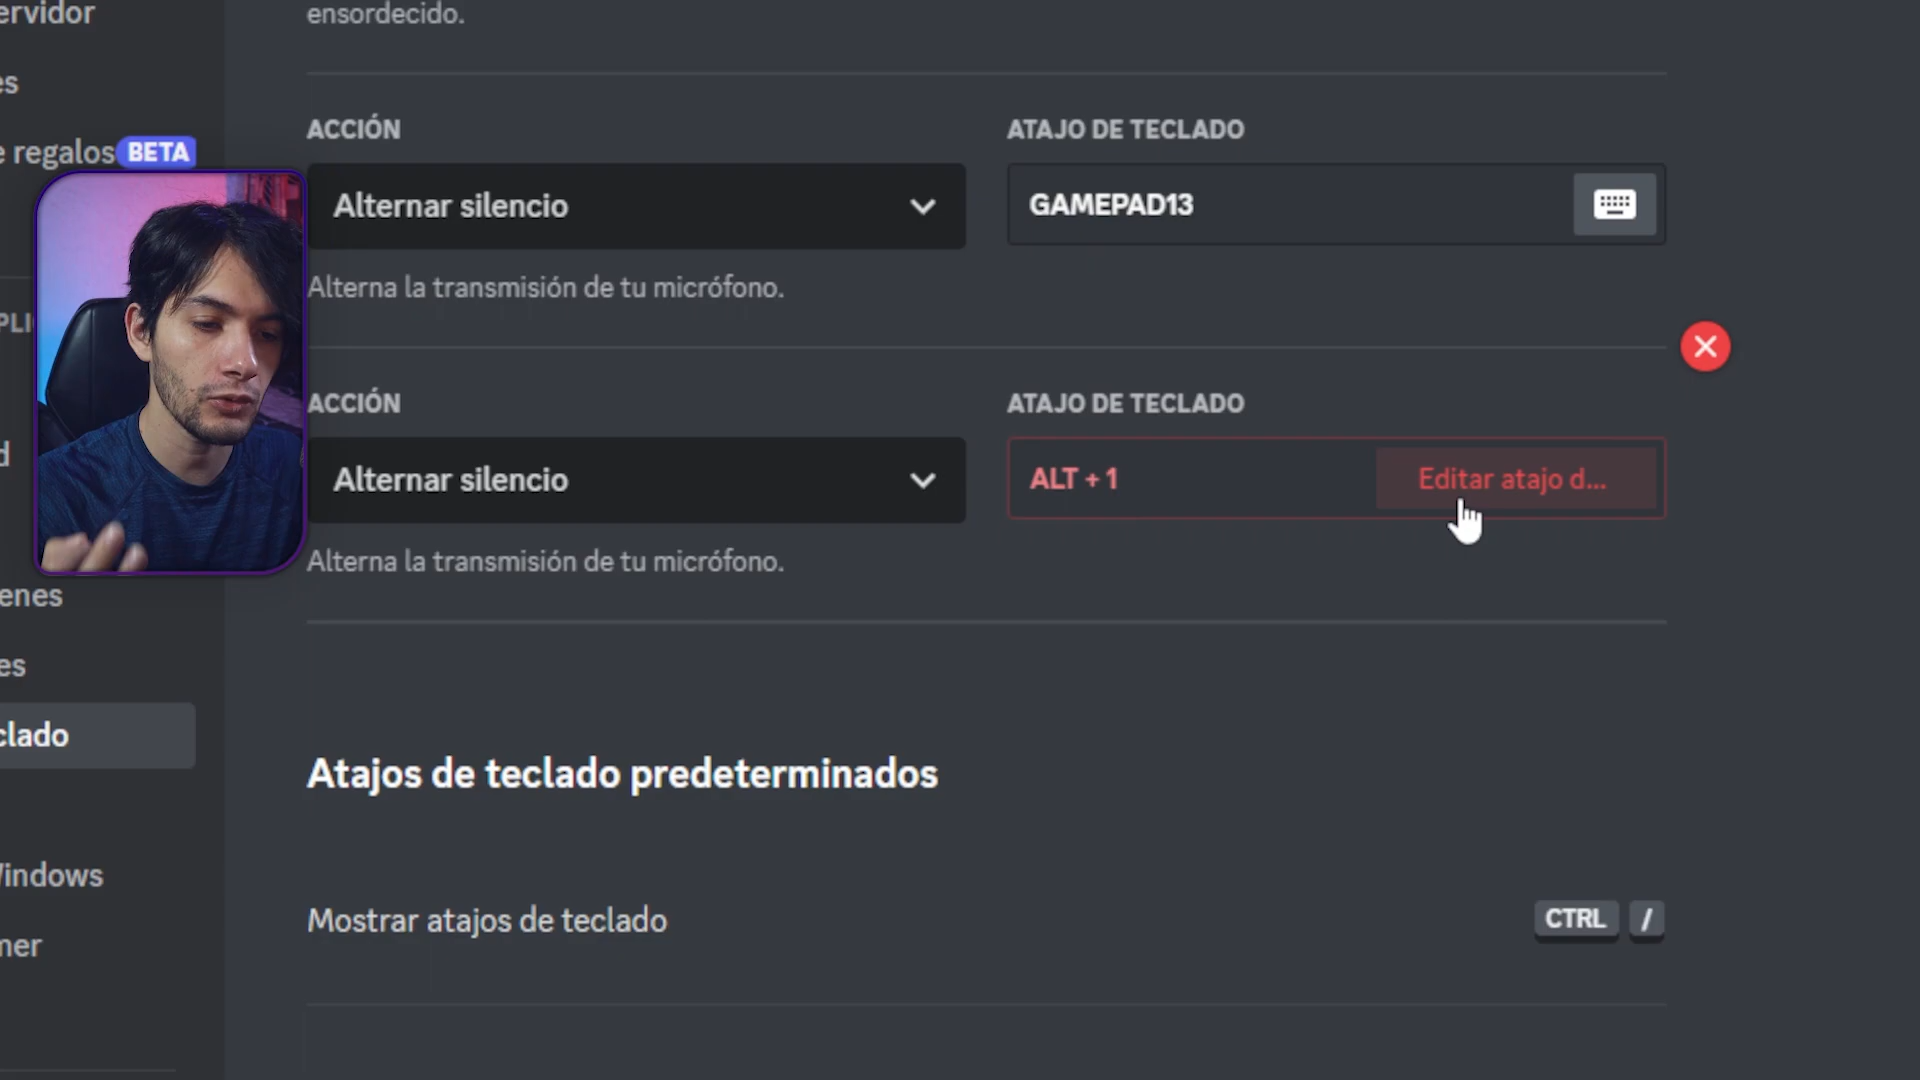 ervidor
ensordecido.
es
e regalos BETA
ACCIÓN
ATAJO DE TECLADO
Alternar silencio
GAMEPAD13
Alterna la transmisión de tu micrófono.
PLI
ACCIÓN
ATAJO DE TECLADO
d
Alternar silencio
ALT + 1
Editar atajo d...
Alterna la transmisión de tu micrófono.
enes
es
clado
Atajos de teclado predeterminados
Windows
Mostrar atajos de teclado
CTRL /
mer